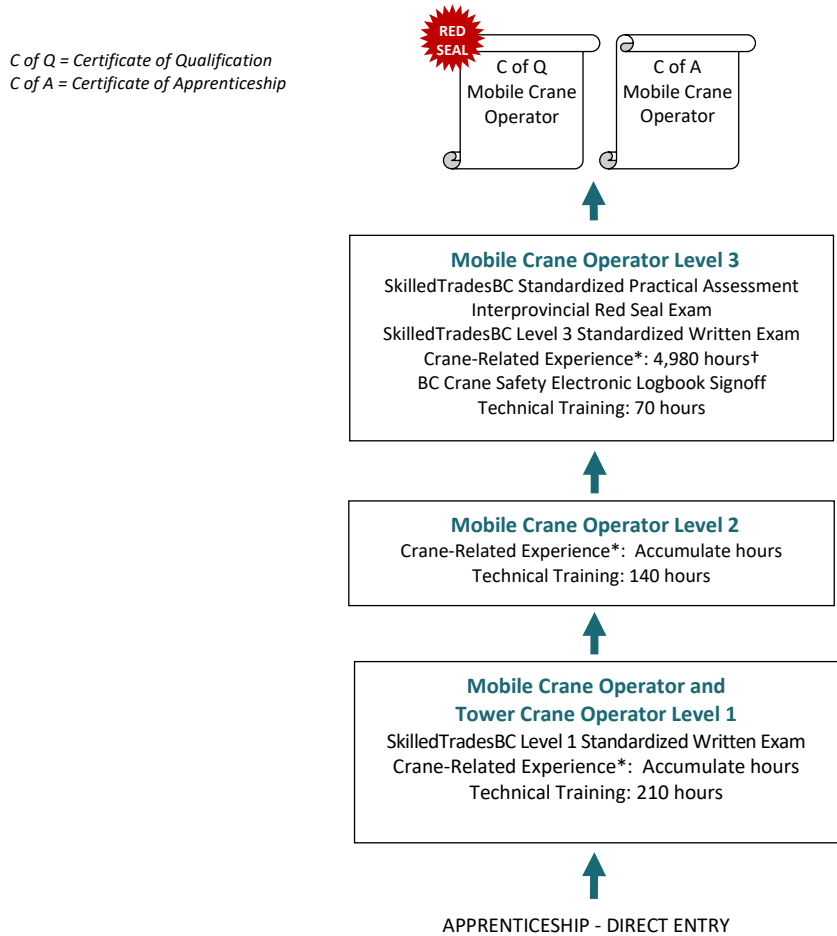 C of Q = Certificate of Qualification
C of A = Certificate of Apprenticeship
RED
SEAL
C of Q
Mobile Crane
Operator
C of A
Mobile Crane
Operator
Mobile Crane Operator Level 3
SkilledTradesBC Standardized Practical Assessment
Interprovincial Red Seal Exam
SkilledTradesBC Level 3 Standardized Written Exam
Crane-Related Experience*: 4,980 hours†
BC Crane Safety Electronic Logbook Signoff
Technical Training: 70 hours
Mobile Crane Operator Level 2
Crane-Related Experience*: Accumulate hours
Technical Training: 140 hours
Mobile Crane Operator and
Tower Crane Operator Level 1
SkilledTradesBC Level 1 Standardized Written Exam
Crane-Related Experience*: Accumulate hours
Technical Training: 210 hours
APPRENTICESHIP - DIRECT ENTRY